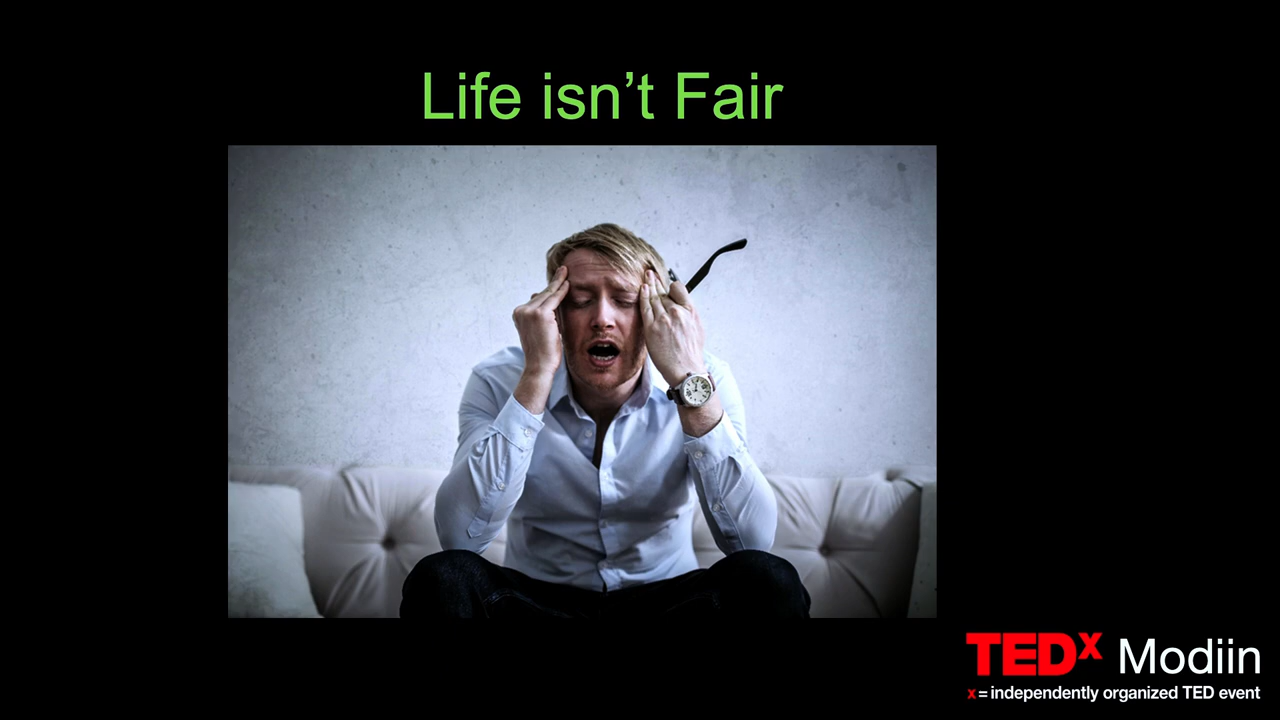 Life isn’t Fair
TEDx Modiin
x = independently organized TED event